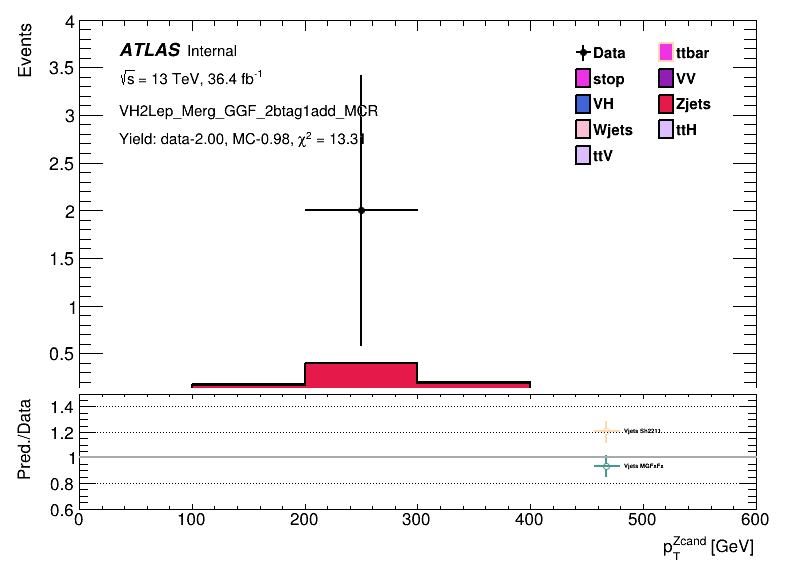 Events
4
3.5
3
2.5
2
1.5
1
0.5
ATLAS Internal
√s = 13 TeV, 36.4 fb⁻¹
VH2Lep_Merg_GGF_2btag1add_MCR
Yield: data-2.00, MC-0.98, χ² = 13.31
Data
ttbar
stop
VV
VH
Zjets
Wjets
ttH
ttV
Pred./Data
1.4
1.2
1
0.8
0.6
Vjets Sh2211
Vjets MGFxFx
0 100 200 300 400 500 600
p_T^Zcand [GeV]